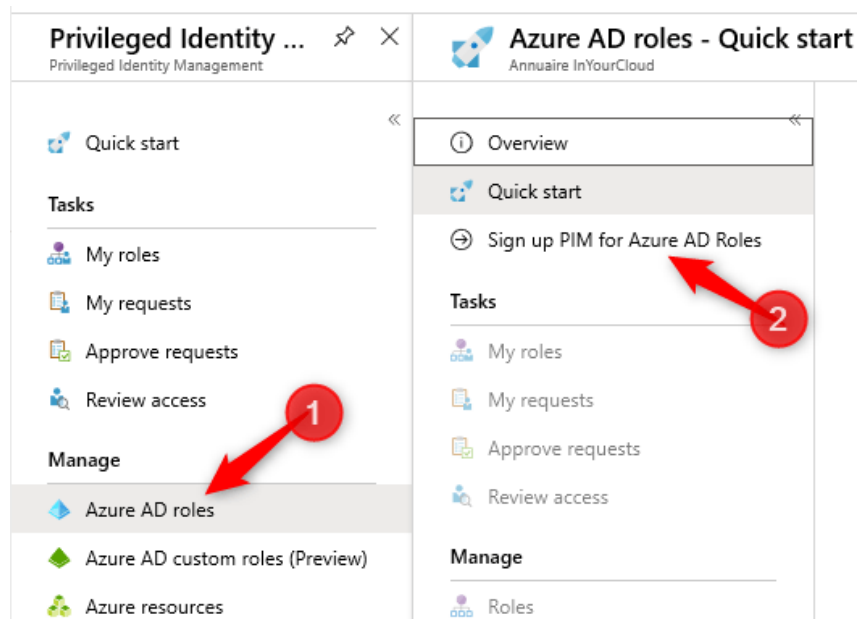 Privileged Identity ...
Privileged Identity Management
Quick start
Tasks
My roles
My requests
Approve requests
Review access
1
Manage
Azure AD roles
Azure AD custom roles (Preview)
Azure resources
Azure AD roles - Quick start
Annuaire InYourCloud
Overview
Quick start
Sign up PIM for Azure AD Roles
2
Tasks
My roles
My requests
Approve requests
Review access
Manage
Roles